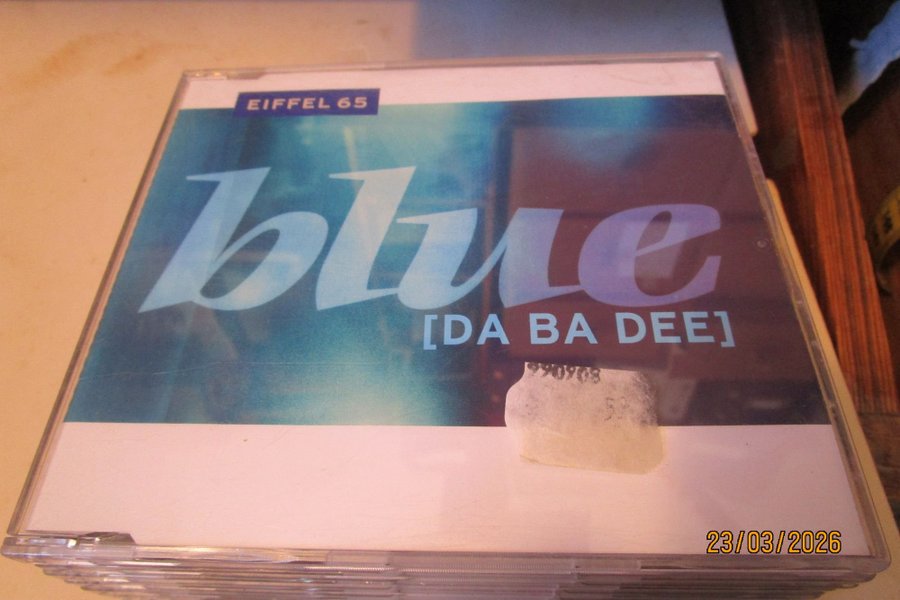 EIFFEL 65
blue
[DA BA DEE]
23/03/2026